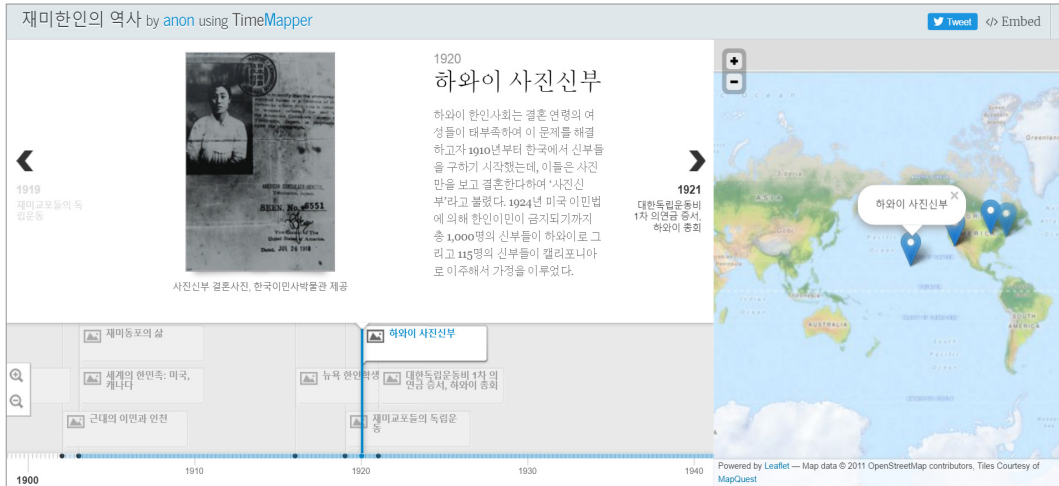 재미한인의 역사 by anon using TimeMapper
Tweet
</> Embed
1920
하와이 사진신부
하와이 한인사회는 결혼 연령의 여
성들이 태부족하여 이 문제를 해결
하고자 1910년부터 한국에서 신부들
을 구하기 시작했는데, 이들은 사진
만을 보고 결혼한다하여 ‘사진신
부’라고 불렸다. 1924년 미국 이민법
에 의해 한인이민이 금지되기까지
총 1,000명의 신부들이 하와이로 그
리고 115명의 신부들이 캘리포니아
로 이주해서 가정을 이루었다.
사진신부 결혼사진, 한국이민사박물관 제공
1919
재미교포들의 독
립운동
1921
대한독립운동비
1차 의연금 증서,
하와이 총회
SEEN, No. 6551
하와이 사진신부
ASIA
AUSTRALIA
SOUTH
AMERICA
Greenland
Powered by Leaflet — Map data © 2011 OpenStreetMap contributors, Tiles Courtesy of
MapQuest
재미동포의 삶
하와이 사진신부
세계의 한민족: 미국,
캐나다
뉴욕 한인학생
대한독립운동비 1차 의
연금 증서, 하와이 총회
근대의 이민과 인천
재미교포들의 독립운
동
1900
1910
1920
1930
1940